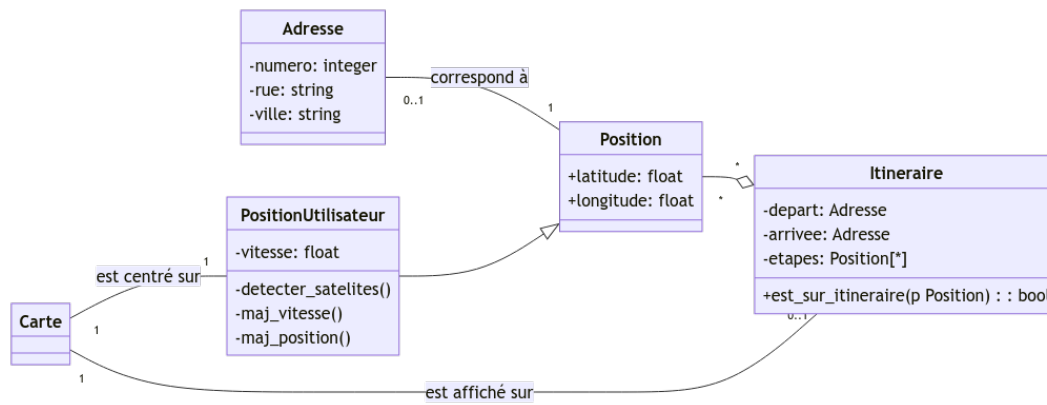 Adresse
-numero: integer
-rue: string
-ville: string
correspond à
0..1
1
Position
+latitude: float
+longitude: float
*
*
Itineraire
-depart: Adresse
-arrivee: Adresse
-etapes: Position[*]
+est_sur_itineraire(p Position) : : bool
0..1
PositionUtilisateur
-vitesse: float
-detecter_satelites()
-maj_vitesse()
-maj_position()
est centré sur
1
1
Carte
1
est affiché sur